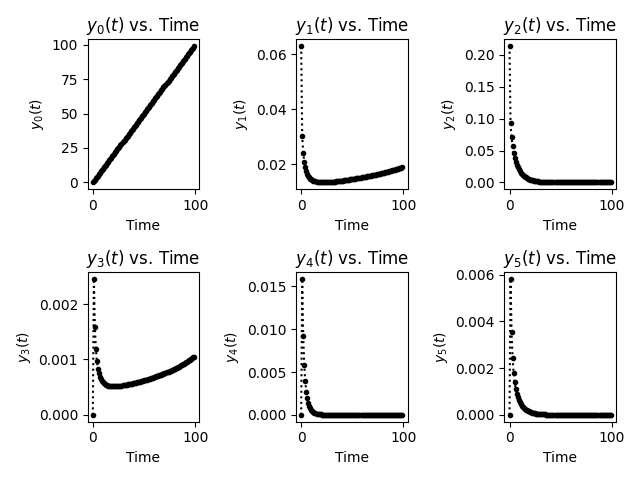 y₀(t) vs. Time
y₁(t) vs. Time
y₂(t) vs. Time
100
75
50
25
0
y₀(t)
0 100
Time
0.06
0.04
0.02
y₁(t)
0 100
Time
0.20
0.15
0.10
0.05
0.00
y₂(t)
0 100
Time
y₃(t) vs. Time
y₄(t) vs. Time
y₅(t) vs. Time
0.002
0.001
0.000
y₃(t)
0 100
Time
0.015
0.010
0.005
0.000
y₄(t)
0 100
Time
0.006
0.004
0.002
0.000
y₅(t)
0 100
Time